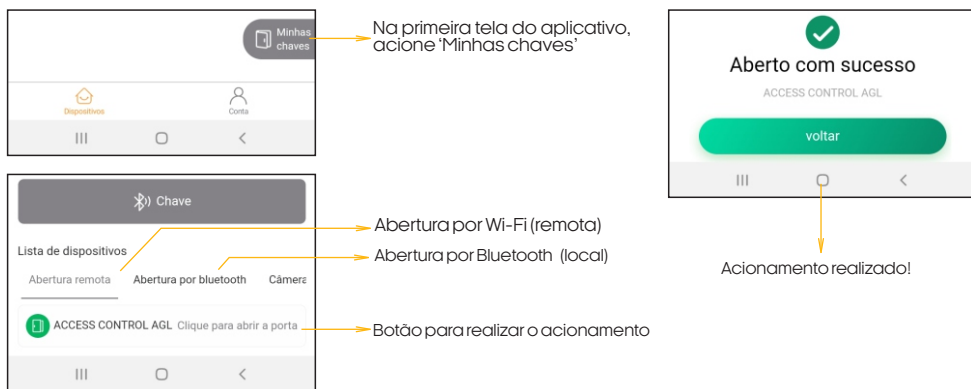 Minhas
chaves
Dispositivos
Conta
Na primeira tela do aplicativo,
acione ‘Minhas chaves’
Chave
Lista de dispositivos
Abertura remota
Abertura por bluetooth
Câmera
ACCESS CONTROL AGL Clique para abrir a porta
Abertura por Wi-Fi (remota)
Abertura por Bluetooth (local)
Botão para realizar o acionamento
Aberto com sucesso
ACCESS CONTROL AGL
voltar
Acionamento realizado!